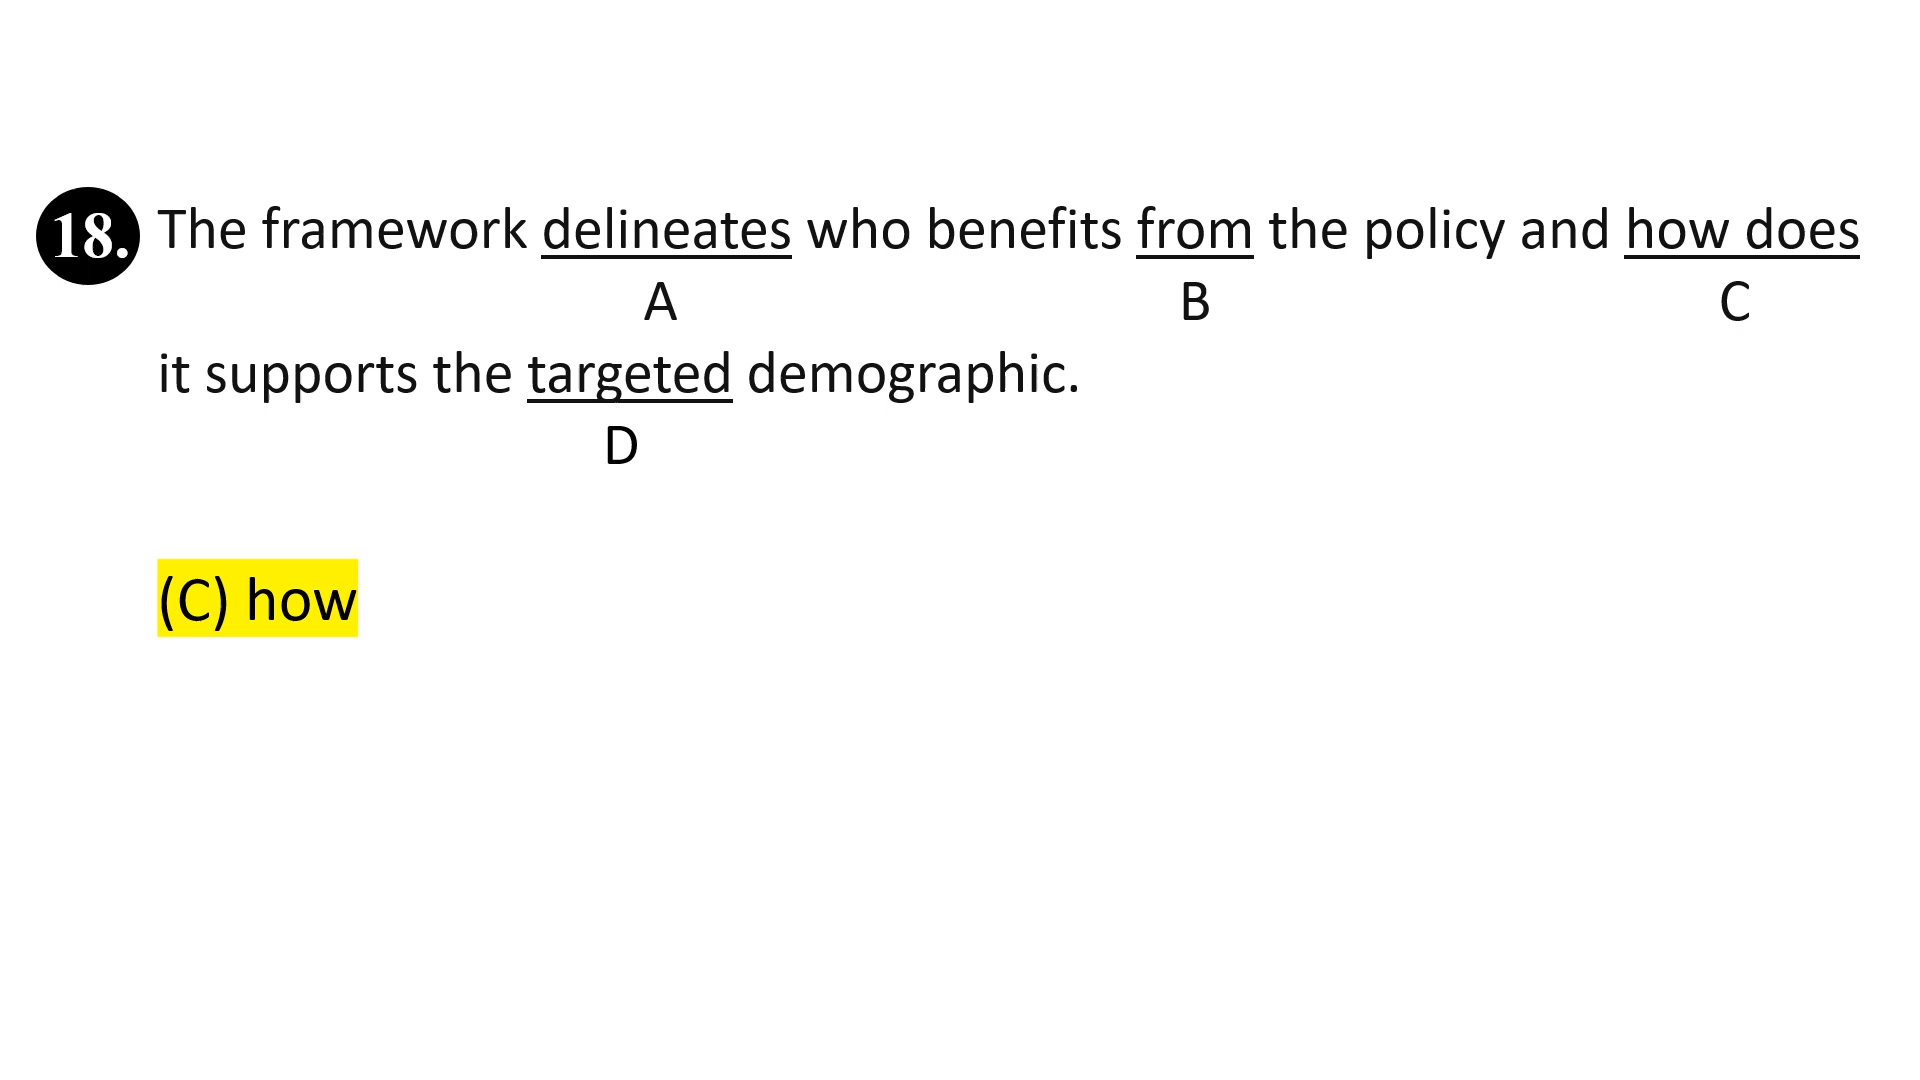 18. The framework delineates who benefits from the policy and how does
A B C
it supports the targeted demographic.
D
(C) how